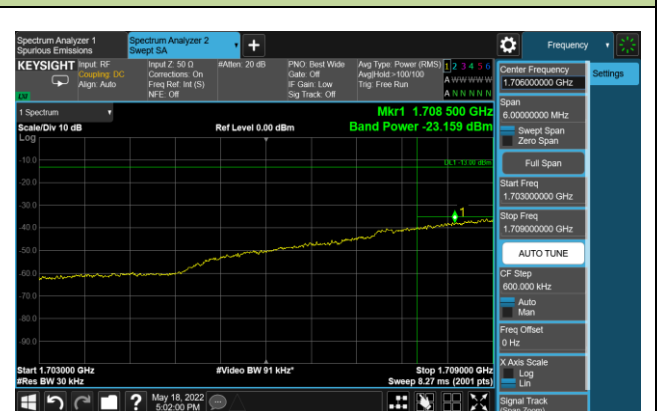 Spectrum Analyzer 1
Spurious Emissions
Spectrum Analyzer 2
Swept SA
Frequency
KEYSIGHT
Input: RF
Coupling: DC
Align: Auto
Input Z: 50 Ω
Corrections: On
Freq Ref: Int (S)
NFE: Off
#Atten: 20 dB
PNO: Best Wide
Gate: Off
IF Gain: Low
Sig Track: Off
Avg Type: Power (RMS)
Avg|Hold:>100/100
Trig: Free Run
1 2 3 4 5 6
A W W W W W
A N N N N N
1 Spectrum
Mkr1 1.708 500 GHz
Scale/Div 10 dB
Ref Level 0.00 dBm
Band Power -23.159 dBm
Log
DL1 -13.00 dBm
-10.0
-20.0
-30.0
1
-40.0
-50.0
-60.0
-70.0
-80.0
-90.0
Start 1.703000 GHz
#Video BW 91 kHz*
Stop 1.709000 GHz
#Res BW 30 kHz
Sweep 8.27 ms (2001 pts)
?
May 18, 2022
5:02:00 PM
Center Frequency
1.706000000 GHz
Settings
Span
6.00000000 MHz
Swept Span
Zero Span
Full Span
Start Freq
1.703000000 GHz
Stop Freq
1.709000000 GHz
AUTO TUNE
CF Step
600.000 kHz
Auto
Man
Freq Offset
0 Hz
X Axis Scale
Log
Lin
Signal Track
(Span Zoom)